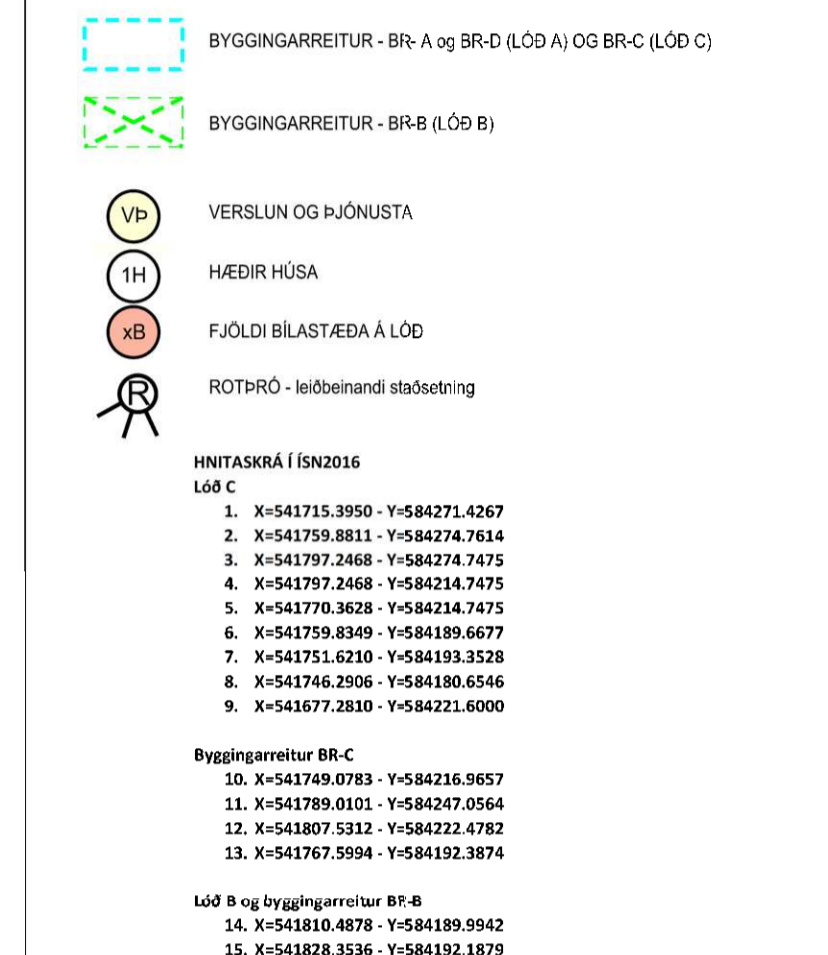 BYGGINGARREITUR - BR- A og BR-D (LÓÐ A) OG BR-C (LÓÐ C)
BYGGINGARREITUR - BR-B (LÓÐ B)
VÞ VERSLUN OG ÞJÓNUSTA
1H HÆÐIR HÚSA
xB FJÖLDI BÍLASTÆÐA Á LÓÐ
R ROTÞRÓ - leiðbeinandi staðsetning
HNITASKRÁ Í ÍSN2016
Lóð C
1. X=541715.3950 - Y=584271.4267
2. X=541759.8811 - Y=584274.7614
3. X=541797.2468 - Y=584274.7475
4. X=541797.2468 - Y=584214.7475
5. X=541770.3628 - Y=584214.7475
6. X=541759.8349 - Y=584189.6677
7. X=541751.6210 - Y=584193.3528
8. X=541746.2906 - Y=584180.6546
9. X=541677.2810 - Y=584221.6000
Byggingarreitur BR-C
10. X=541749.0783 - Y=584216.9657
11. X=541789.0101 - Y=584247.0564
12. X=541807.5312 - Y=584222.4782
13. X=541767.5994 - Y=584192.3874
Lóð B og byggingarreitur BR-B
14. X=541810.4878 - Y=584189.9942
15. X=541828.3536 - Y=584192.1879